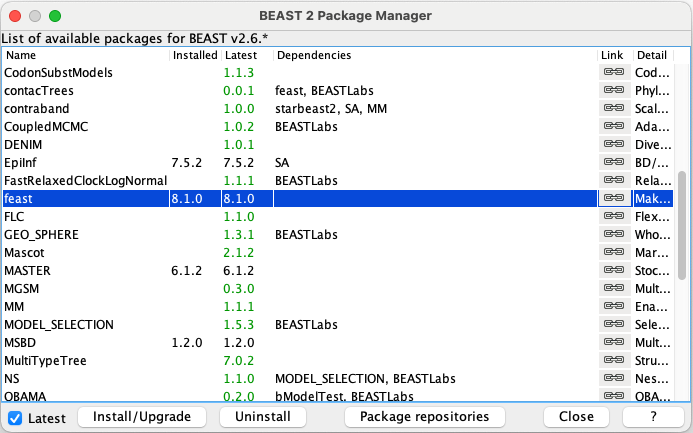 BEAST 2 Package Manager
List of available packages for BEAST v2.6.*
Name Installed Latest Dependencies Link Detail
CodonSubstModels 1.1.3 Cod...
contacTrees 0.0.1 feast, BEASTLabs Phyl...
contraband 1.0.0 starbeast2, SA, MM Scal...
CoupledMCMC 1.0.2 BEASTLabs Ada...
DENIM 1.0.1 Dive...
EpiInf 7.5.2 7.5.2 SA BD/...
FastRelaxedClockLogNormal 1.1.1 BEASTLabs Rela...
feast 8.1.0 8.1.0 Mak...
FLC 1.1.0 Flex...
GEO_SPHERE 1.3.1 BEASTLabs Who...
Mascot 2.1.2 Mar...
MASTER 6.1.2 6.1.2 Stoc...
MGSM 0.3.0 Mult...
MM 1.1.1 Ena...
MODEL_SELECTION 1.5.3 BEASTLabs Sele...
MSBD 1.2.0 1.2.0 Mult...
MultiTypeTree 7.0.2 Stru...
NS 1.1.0 MODEL_SELECTION, BEASTLabs Nes...
OBAMA 0.2.0 bModelTest, BEASTLabs OBA...
Latest Install/Upgrade Uninstall Package repositories Close ?